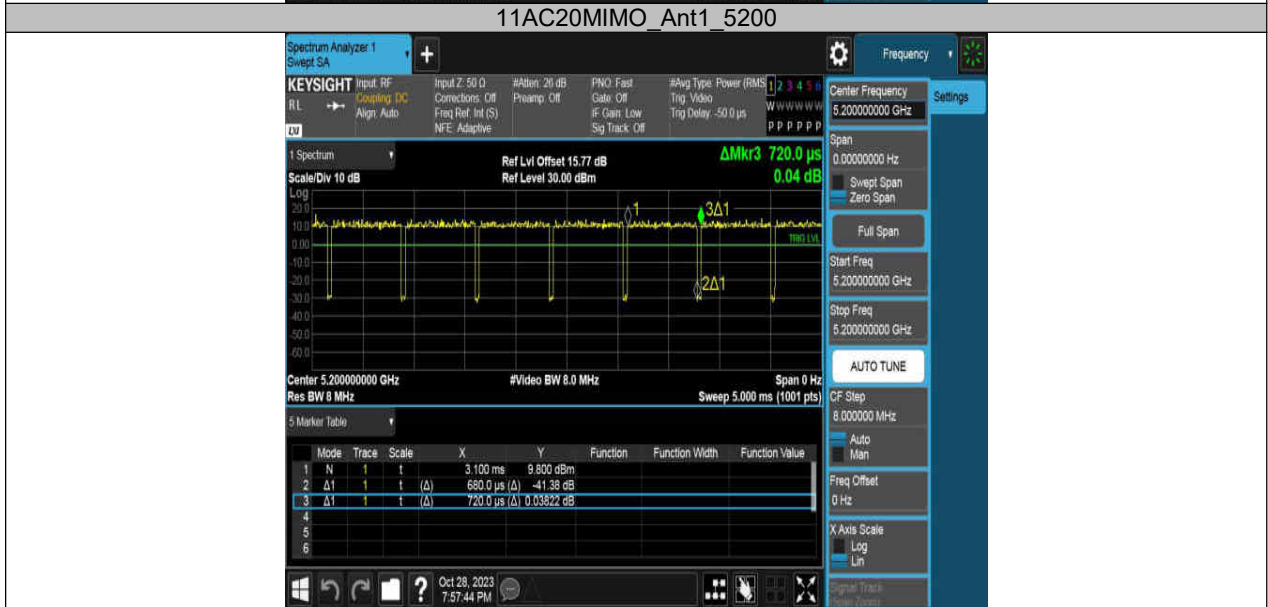 11AC20MIMO_Ant1_5200
Spectrum Analyzer 1
Swept SA
+
Frequency
KEYSIGHT
RL
LXI
Input: RF
Coupling: DC
Align: Auto
Input Z: 50 Ω
Corrections: Off
Freq Ref: Int (S)
NFE: Adaptive
#Atten: 26 dB
Preamp: Off
PNO: Fast
Gate: Off
IF Gain: Low
Sig Track: Off
#Avg Type: Power (RMS
Trig: Video
Trig Delay: -50.0 µs
1 2 3 4 5 6
W W W W W W
P P P P P P
Center Frequency
5.200000000 GHz
Settings
1 Spectrum
Ref Lvl Offset 15.77 dB
ΔMkr3 720.0 µs
Scale/Div 10 dB
Ref Level 30.00 dBm
0.04 dB
Log
20.0
10.0
0.00
-10.0
-20.0
-30.0
-40.0
-50.0
-60.0
1
3Δ1
TRIG LVL
2Δ1
Center 5.200000000 GHz
#Video BW 8.0 MHz
Span 0 Hz
Res BW 8 MHz
Sweep 5.000 ms (1001 pts)
Span
0.00000000 Hz
Swept Span
Zero Span
Full Span
Start Freq
5.200000000 GHz
Stop Freq
5.200000000 GHz
AUTO TUNE
CF Step
8.000000 MHz
Auto
Man
Freq Offset
0 Hz
X Axis Scale
Log
Lin
Signal Track
5 Marker Table
Mode Trace Scale X Y Function Function Width Function Value
1 N 1 t 3.100 ms 9.800 dBm
2 Δ1 1 t (Δ) 680.0 µs (Δ) -41.38 dB
3 Δ1 1 t (Δ) 720.0 µs (Δ) 0.03822 dB
4
5
6
?
Oct 28, 2023
7:57:44 PM